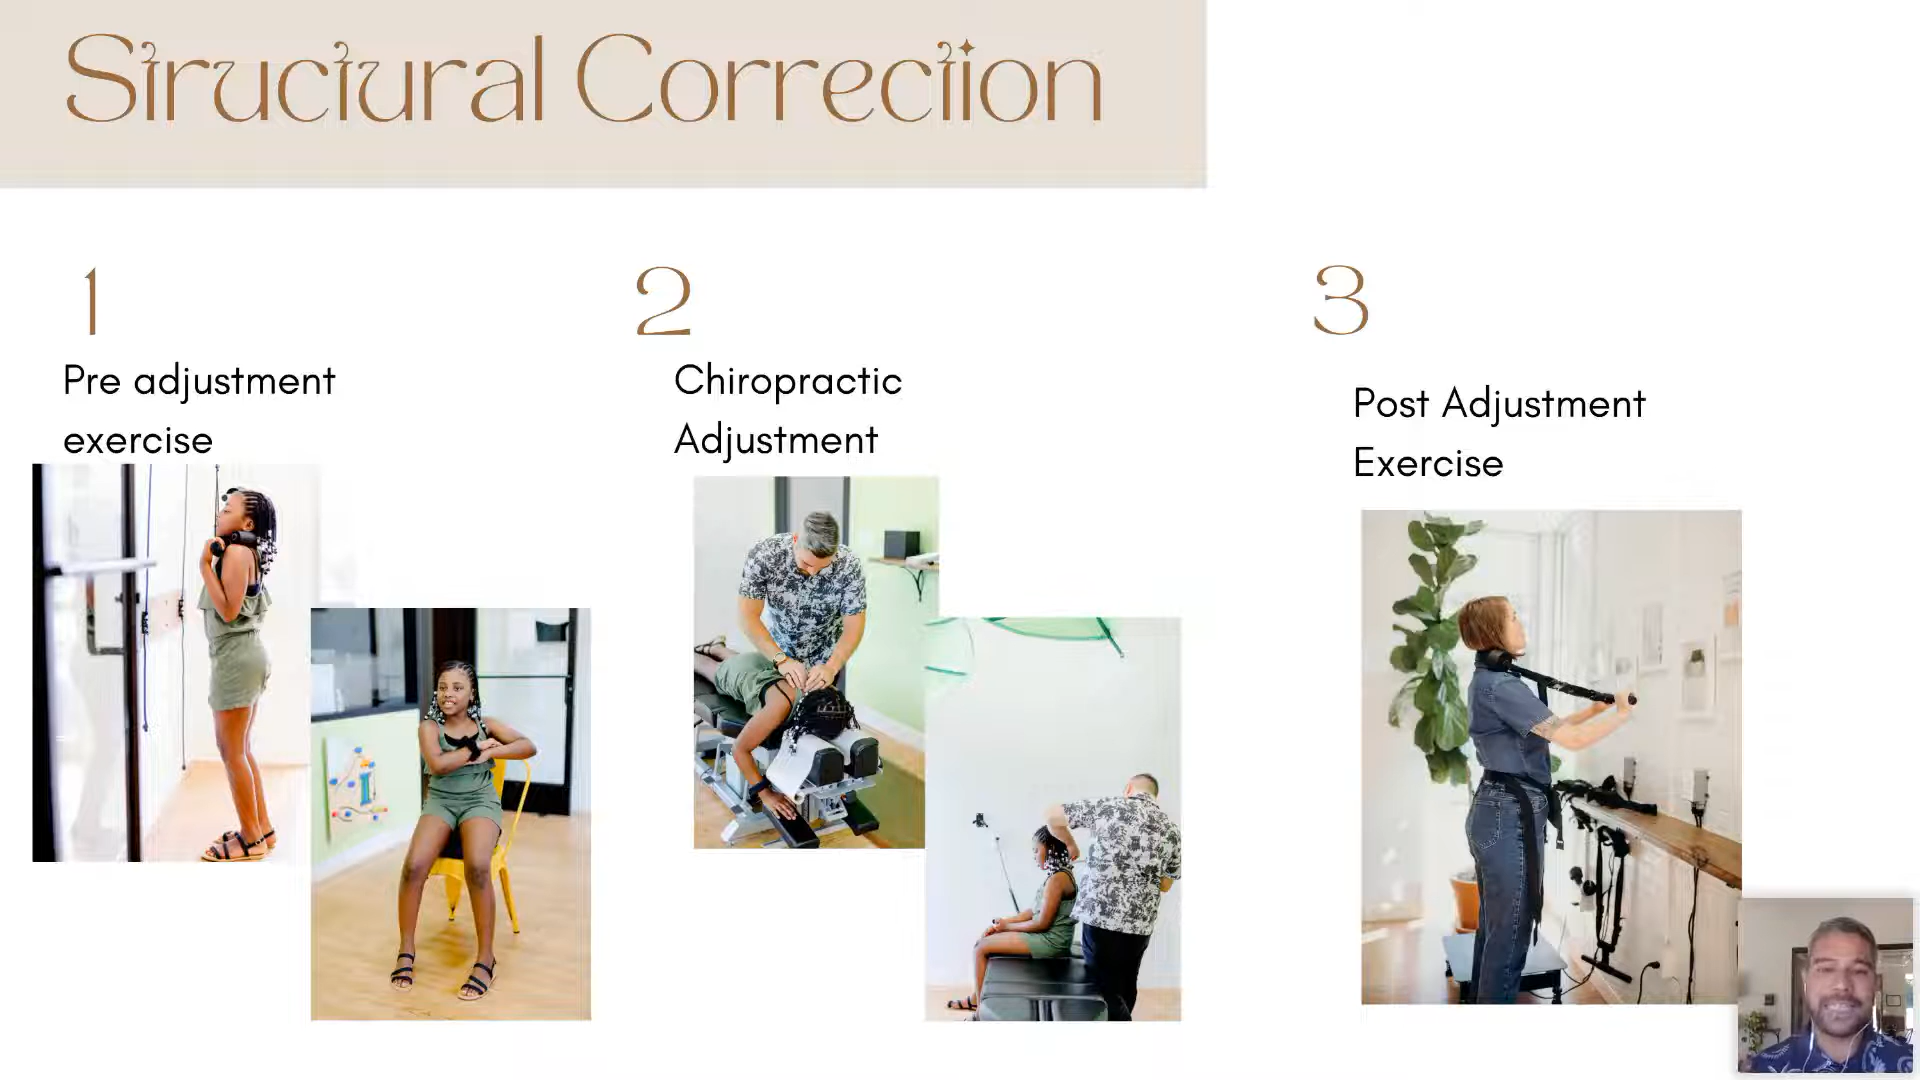 Structural Correction
1
Pre adjustment
exercise
2
Chiropractic
Adjustment
3
Post Adjustment
Exercise